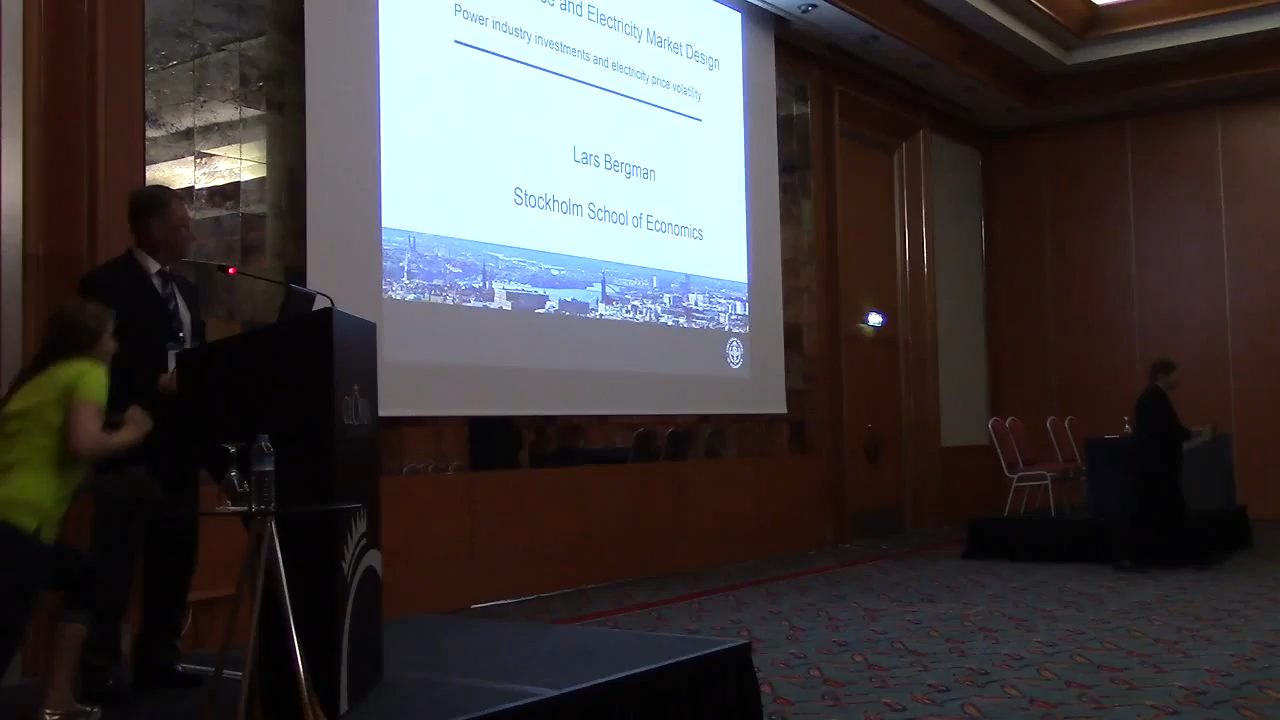 and Electricity Market Design
Power industry investments and electricity price volatility
Lars Bergman
Stockholm School of Economics